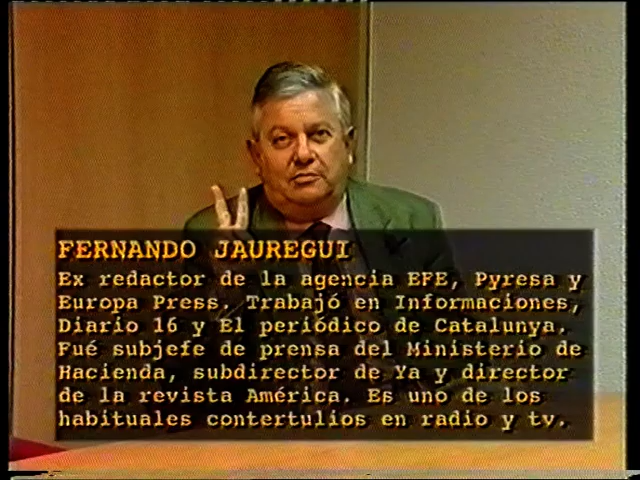 FERNANDO JAUREGUI
Ex redactor de la agencia EFE, Pyresa y
Europa Press. Trabajó en Informaciones,
Diario 16 y El periódico de Catalunya.
Fué subjefe de prensa del Ministerio de
Hacienda, subdirector de Ya y director
de la revista América. Es uno de los
habituales contertulios en radio y tv.